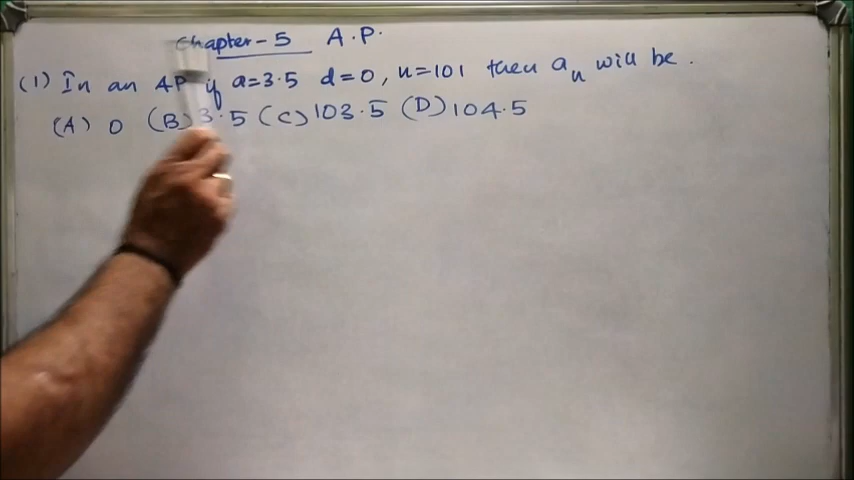 Chapter - 5 A.P.
(1) In an AP if a=3.5 d=0, n=101 then aₙ will be.
(A) 0 (B) 3.5 (C) 103.5 (D) 104.5